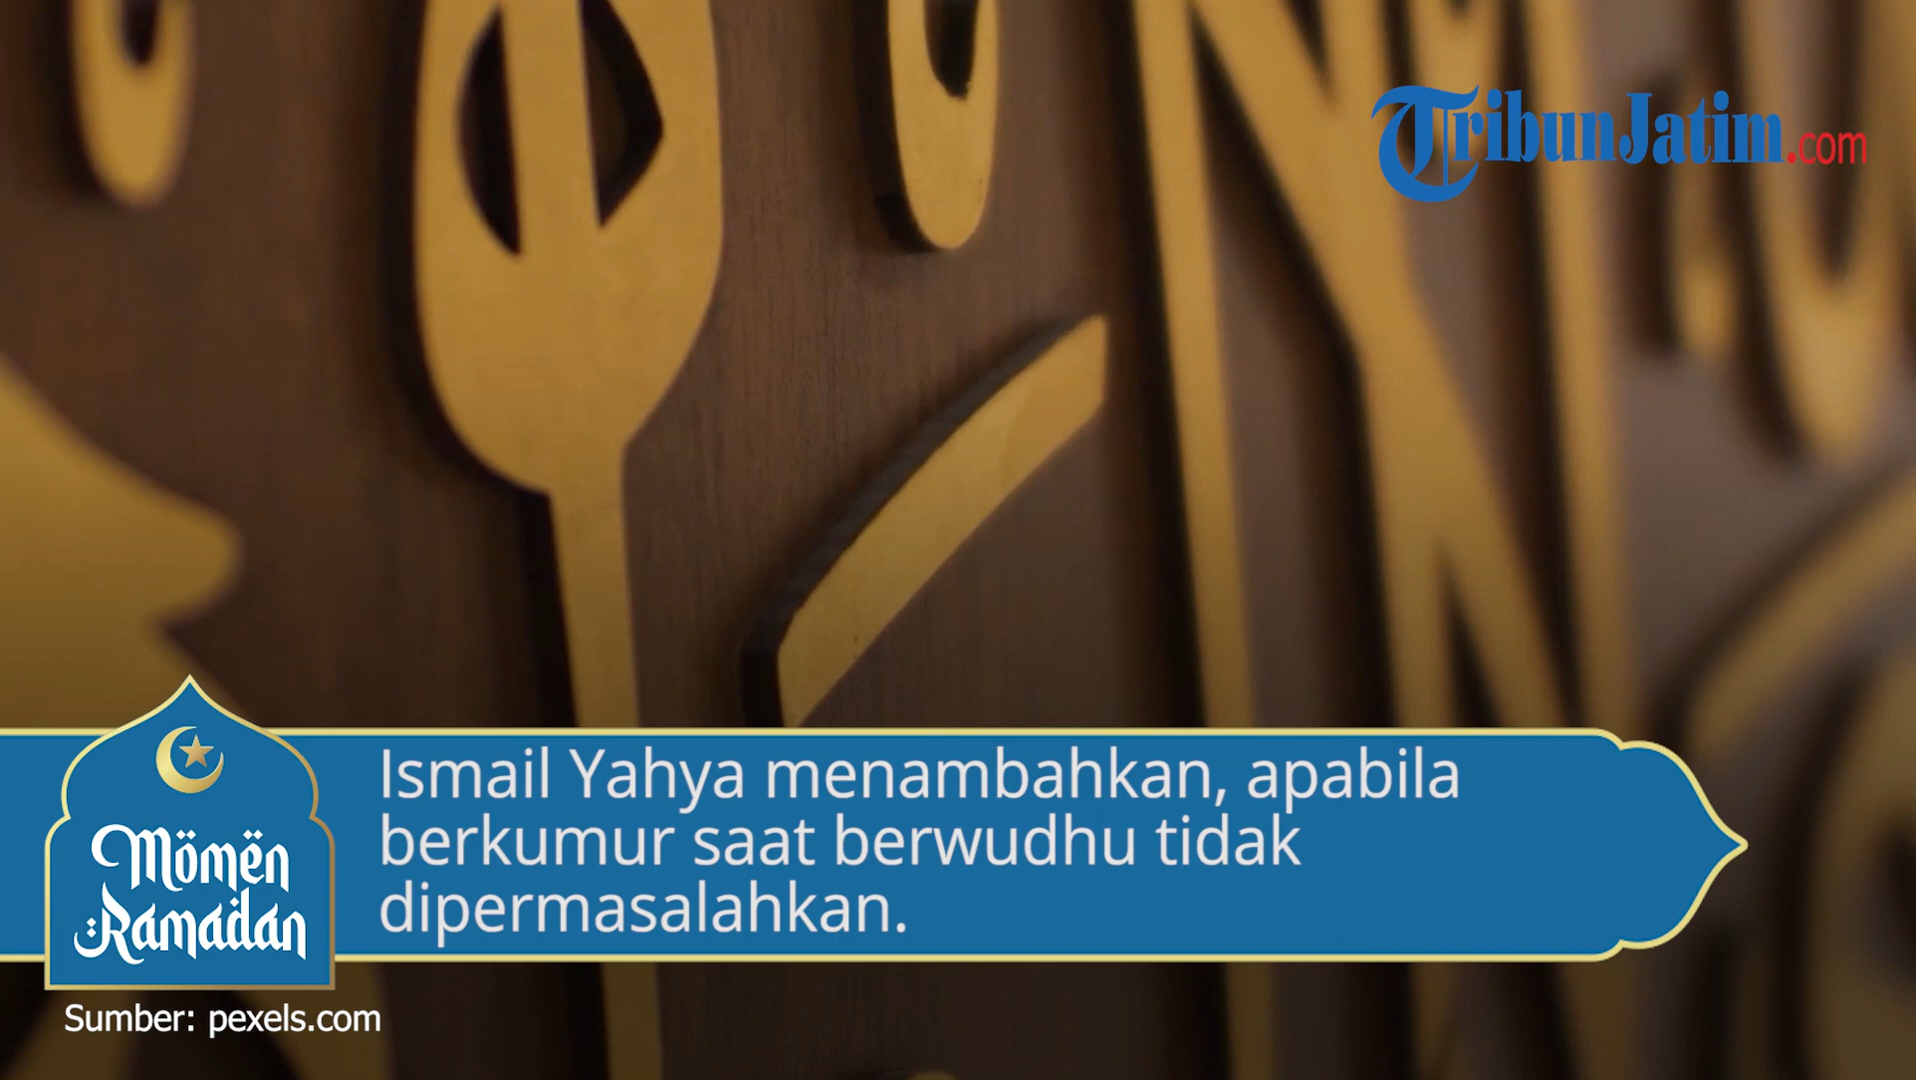 TribunJatim.com
Ismail Yahya menambahkan, apabila
berkumur saat berwudhu tidak
dipermasalahkan.
Mömën
Ramadan
Sumber: pexels.com